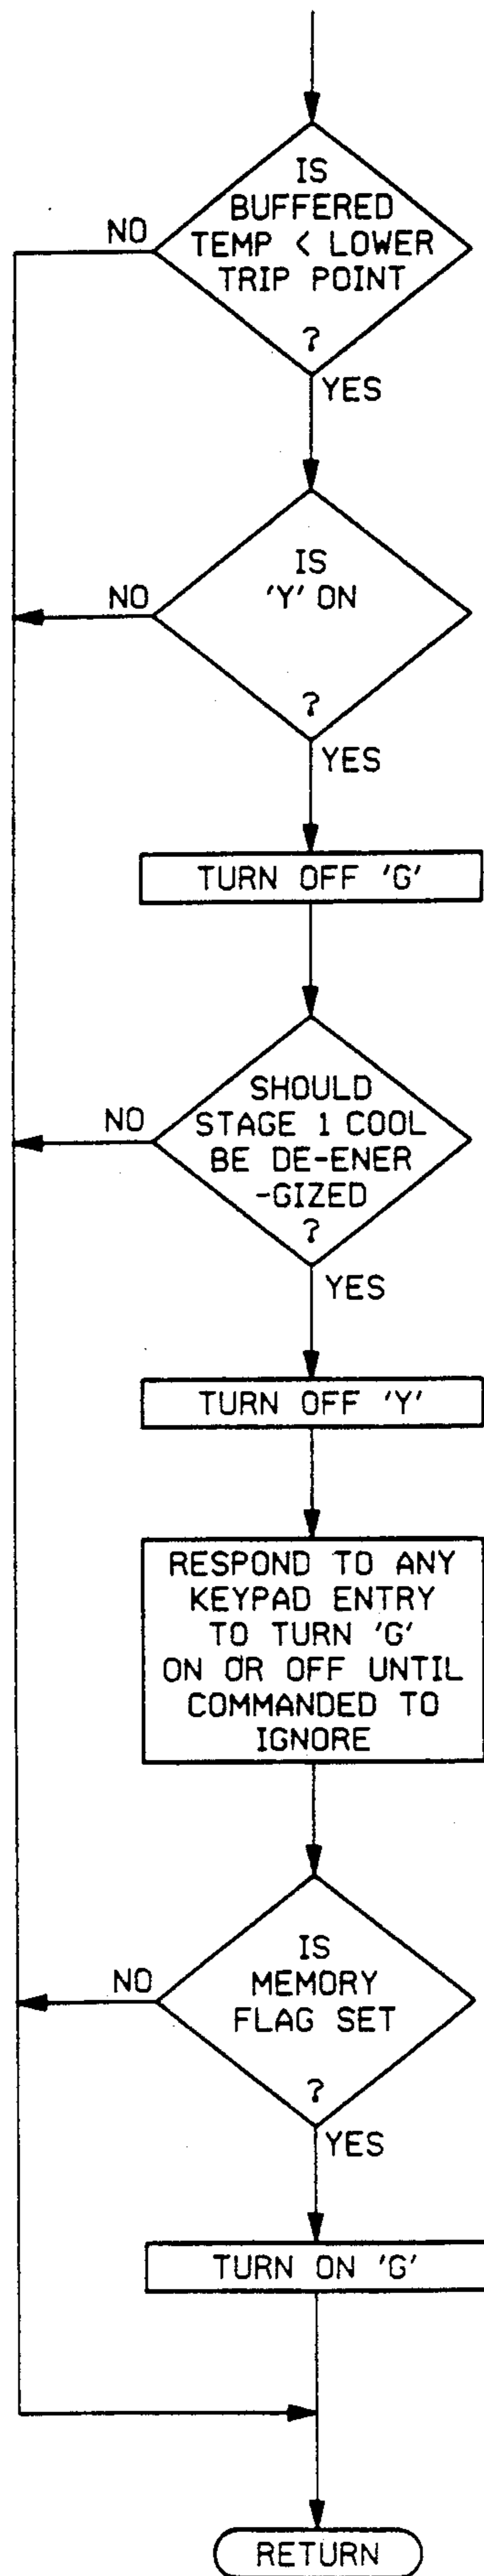 IS
BUFFERED
TEMP < LOWER
TRIP POINT
?
NO
YES
IS
'Y' ON
?
NO
YES
TURN OFF 'G'
SHOULD
STAGE 1 COOL
BE DE-ENER
-GIZED
?
NO
YES
TURN OFF 'Y'
RESPOND TO ANY
KEYPAD ENTRY
TO TURN 'G'
ON OR OFF UNTIL
COMMANDED TO
IGNORE
IS
MEMORY
FLAG SET
?
NO
YES
TURN ON 'G'
RETURN